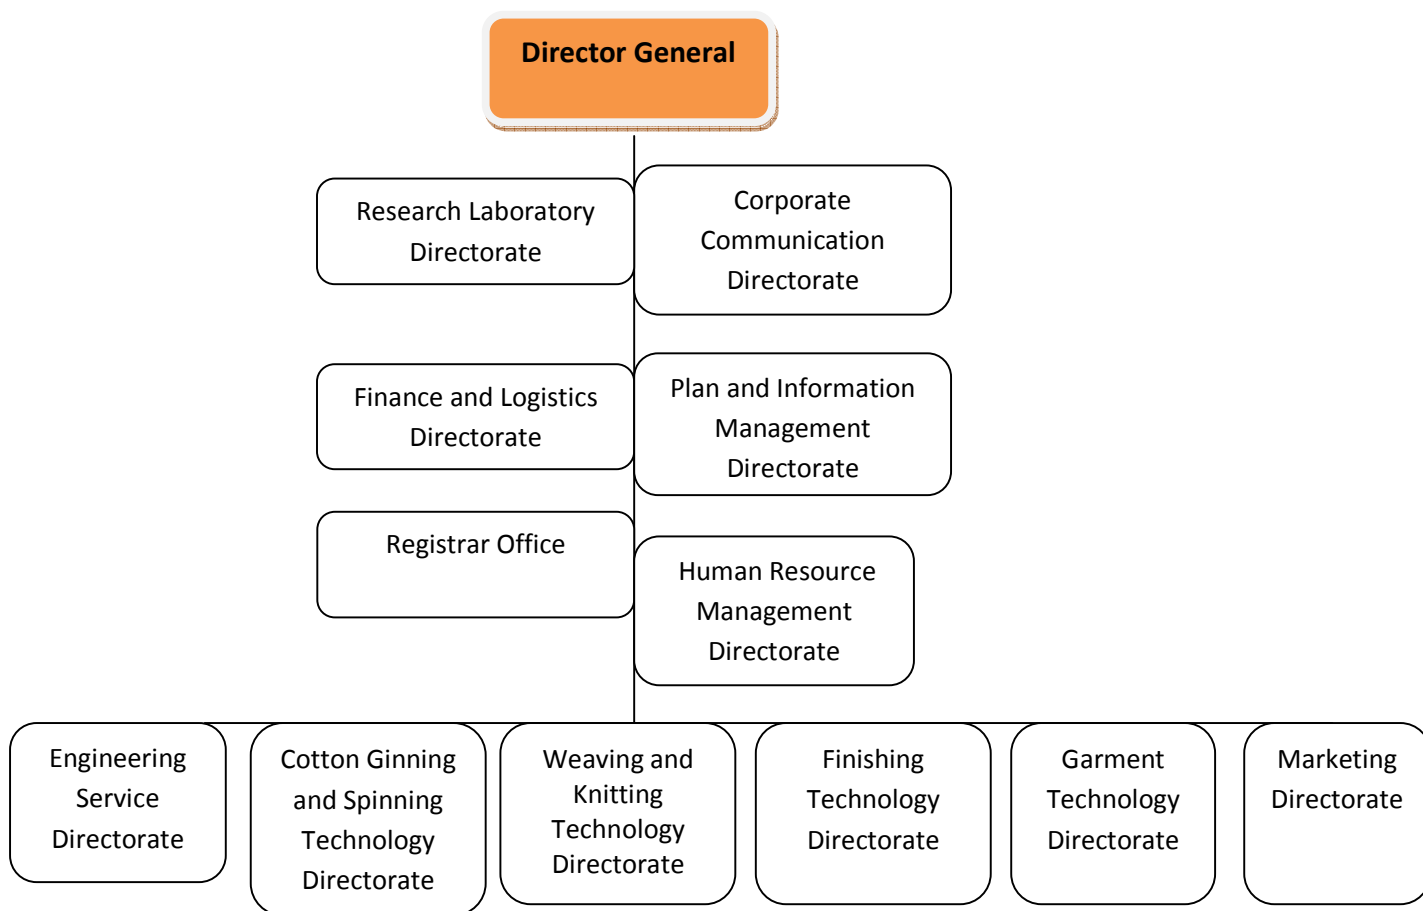 Director General
Research Laboratory
Directorate
Corporate
Communication
Directorate
Finance and Logistics
Directorate
Plan and Information
Management
Directorate
Registrar Office
Human Resource
Management
Directorate
Engineering
Service
Directorate
Cotton Ginning
and Spinning
Technology
Directorate
Weaving and
Knitting
Technology
Directorate
Finishing
Technology
Directorate
Garment
Technology
Directorate
Marketing
Directorate